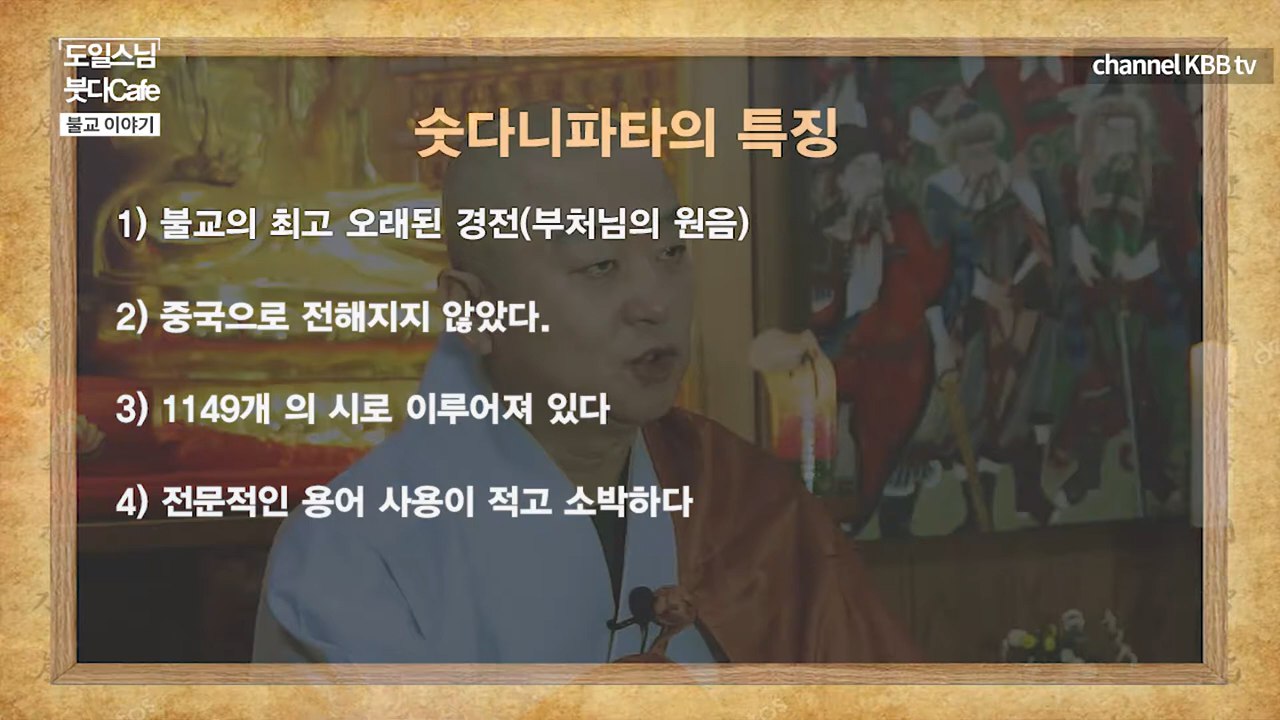 도일스님
붓다Cafe
불교 이야기
channel KBB tv
숫다니파타의 특징
1) 불교의 최고 오래된 경전(부처님의 원음)
2) 중국으로 전해지지 않았다.
3) 1149개 의 시로 이루어져 있다
4) 전문적인 용어 사용이 적고 소박하다